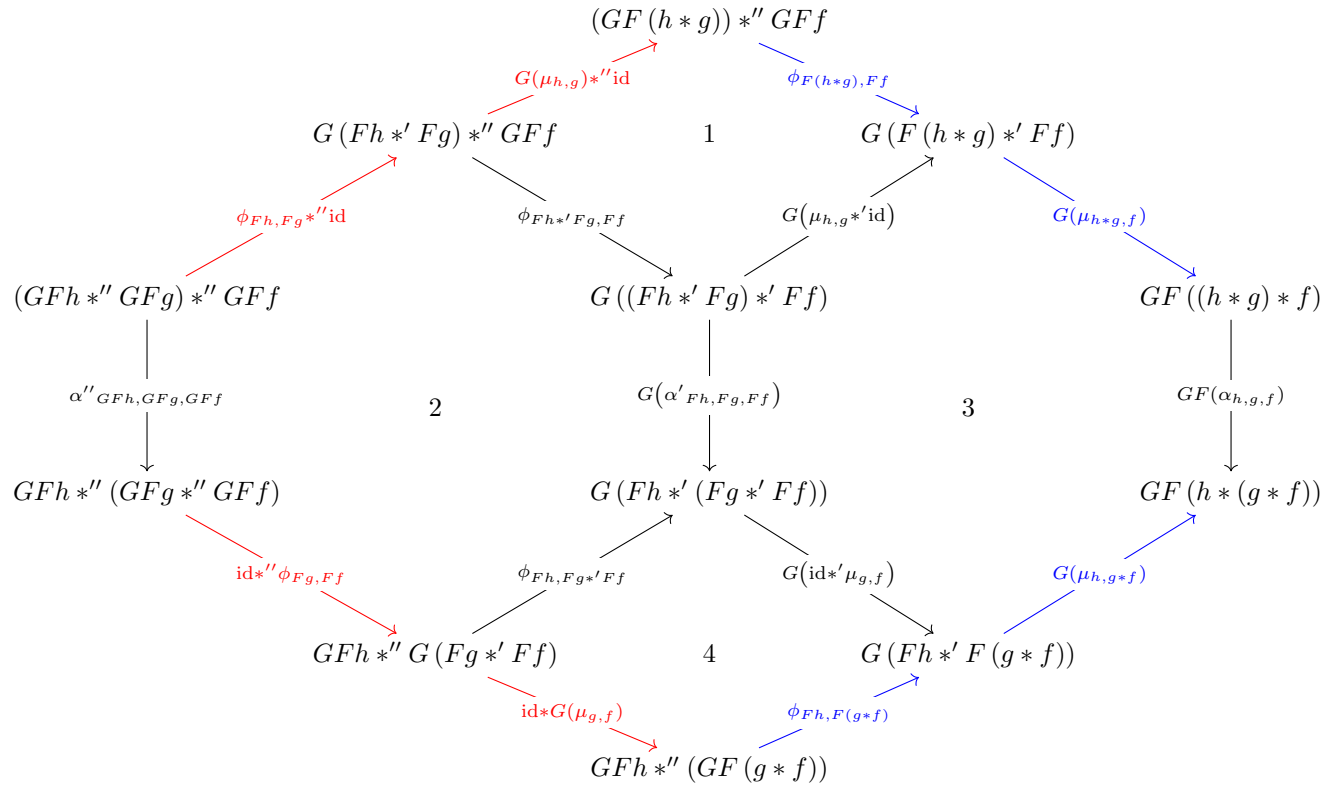 (GF (h ∗ g)) ∗′′ GFf
G(μ_{h,g})∗′′id
ϕ_{F(h∗g),Ff}
G (Fh ∗′ Fg) ∗′′ GFf
1
G (F (h ∗ g) ∗′ Ff)
ϕ_{Fh,Fg}∗′′id
ϕ_{Fh∗′Fg,Ff}
G(μ_{h,g}∗′id)
G(μ_{h∗g,f})
(GFh ∗′′ GFg) ∗′′ GFf
G((Fh ∗′ Fg) ∗′ Ff)
GF ((h ∗ g) ∗ f)
α′′_{GFh,GFg,GFf}
2
G(α′_{Fh,Fg,Ff})
3
GF(α_{h,g,f})
GFh ∗′′ (GFg ∗′′ GFf)
G (Fh ∗′ (Fg ∗′ Ff))
GF (h ∗ (g ∗ f))
id∗′′ϕ_{Fg,Ff}
ϕ_{Fh,Fg∗′Ff}
G(id∗′μ_{g,f})
G(μ_{h,g∗f})
GFh ∗′′ G (Fg ∗′ Ff)
4
G (Fh ∗′ F (g ∗ f))
id∗G(μ_{g,f})
ϕ_{Fh,F(g∗f)}
GFh ∗′′ (GF (g ∗ f))